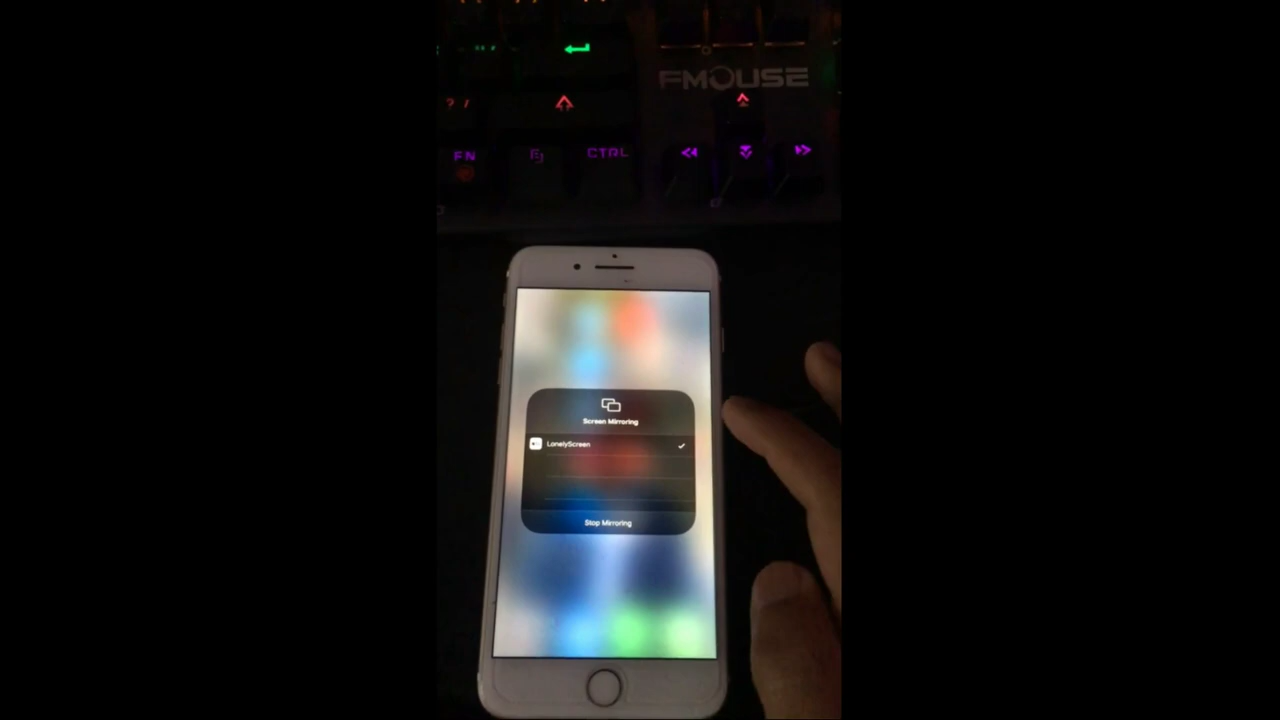 FMOUSE
? /
FN
CTRL
Screen Mirroring
LonelyScreen
Stop Mirroring